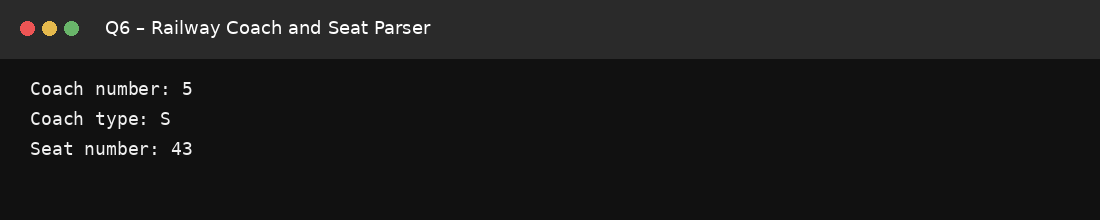 Q6 – Railway Coach and Seat Parser
Coach number: 5
Coach type: S
Seat number: 43